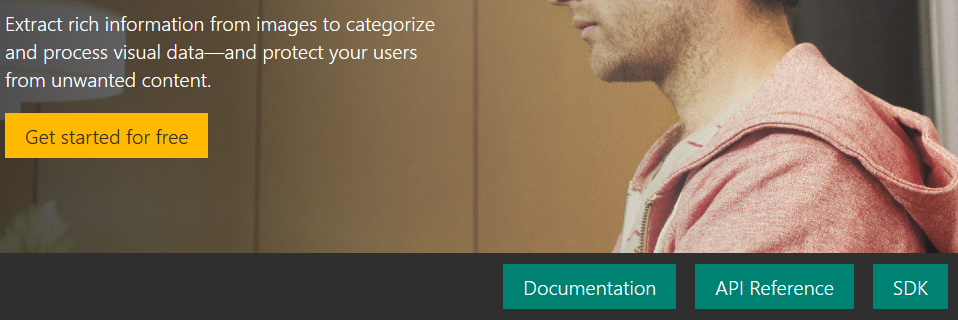 Extract rich information from images to categorize
and process visual data—and protect your users
from unwanted content.
Get started for free
Documentation
API Reference
SDK